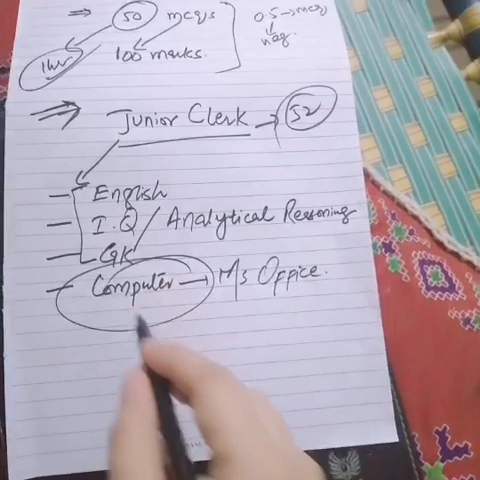 ⇒ 50 mcqs
0.5 → mcq
neg.
1hr 100 marks.
⇒ Junior Clerk → 52
– English
– I.Q / Analytical Reasoning
– GK
– Computer → Ms Office.